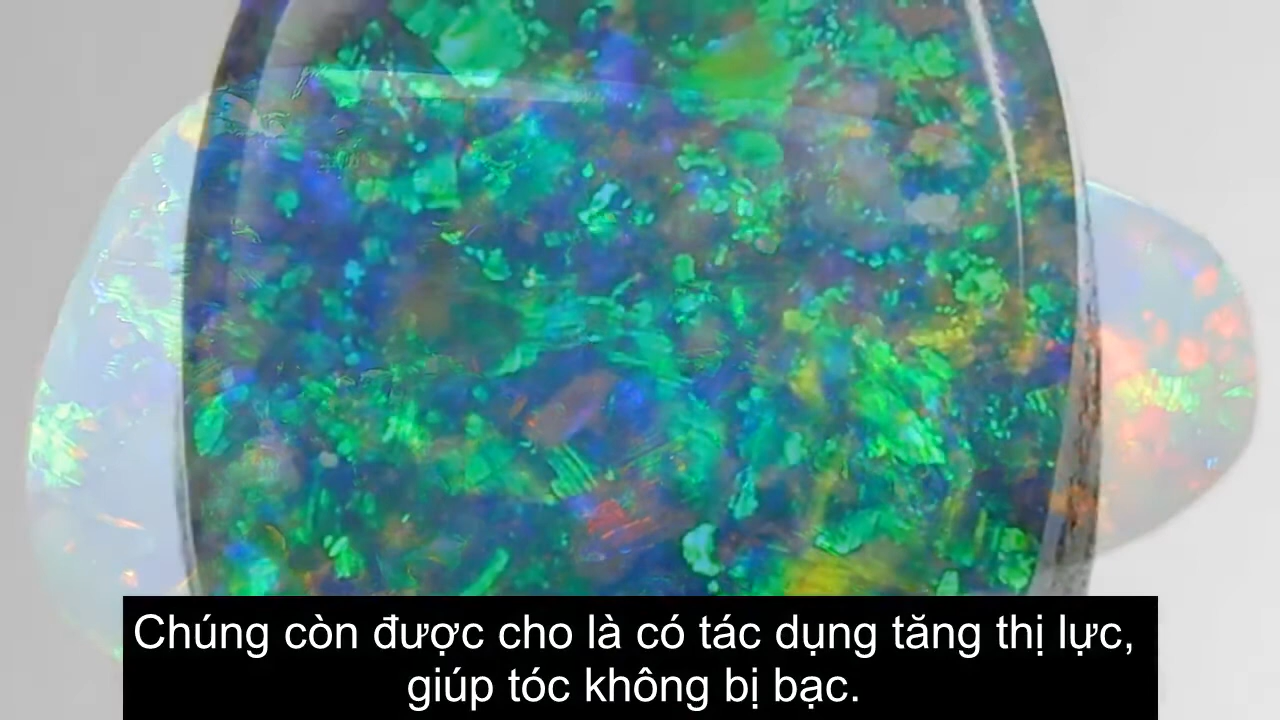 Chúng còn được cho là có tác dụng tăng thị lực,
giúp tóc không bị bạc.